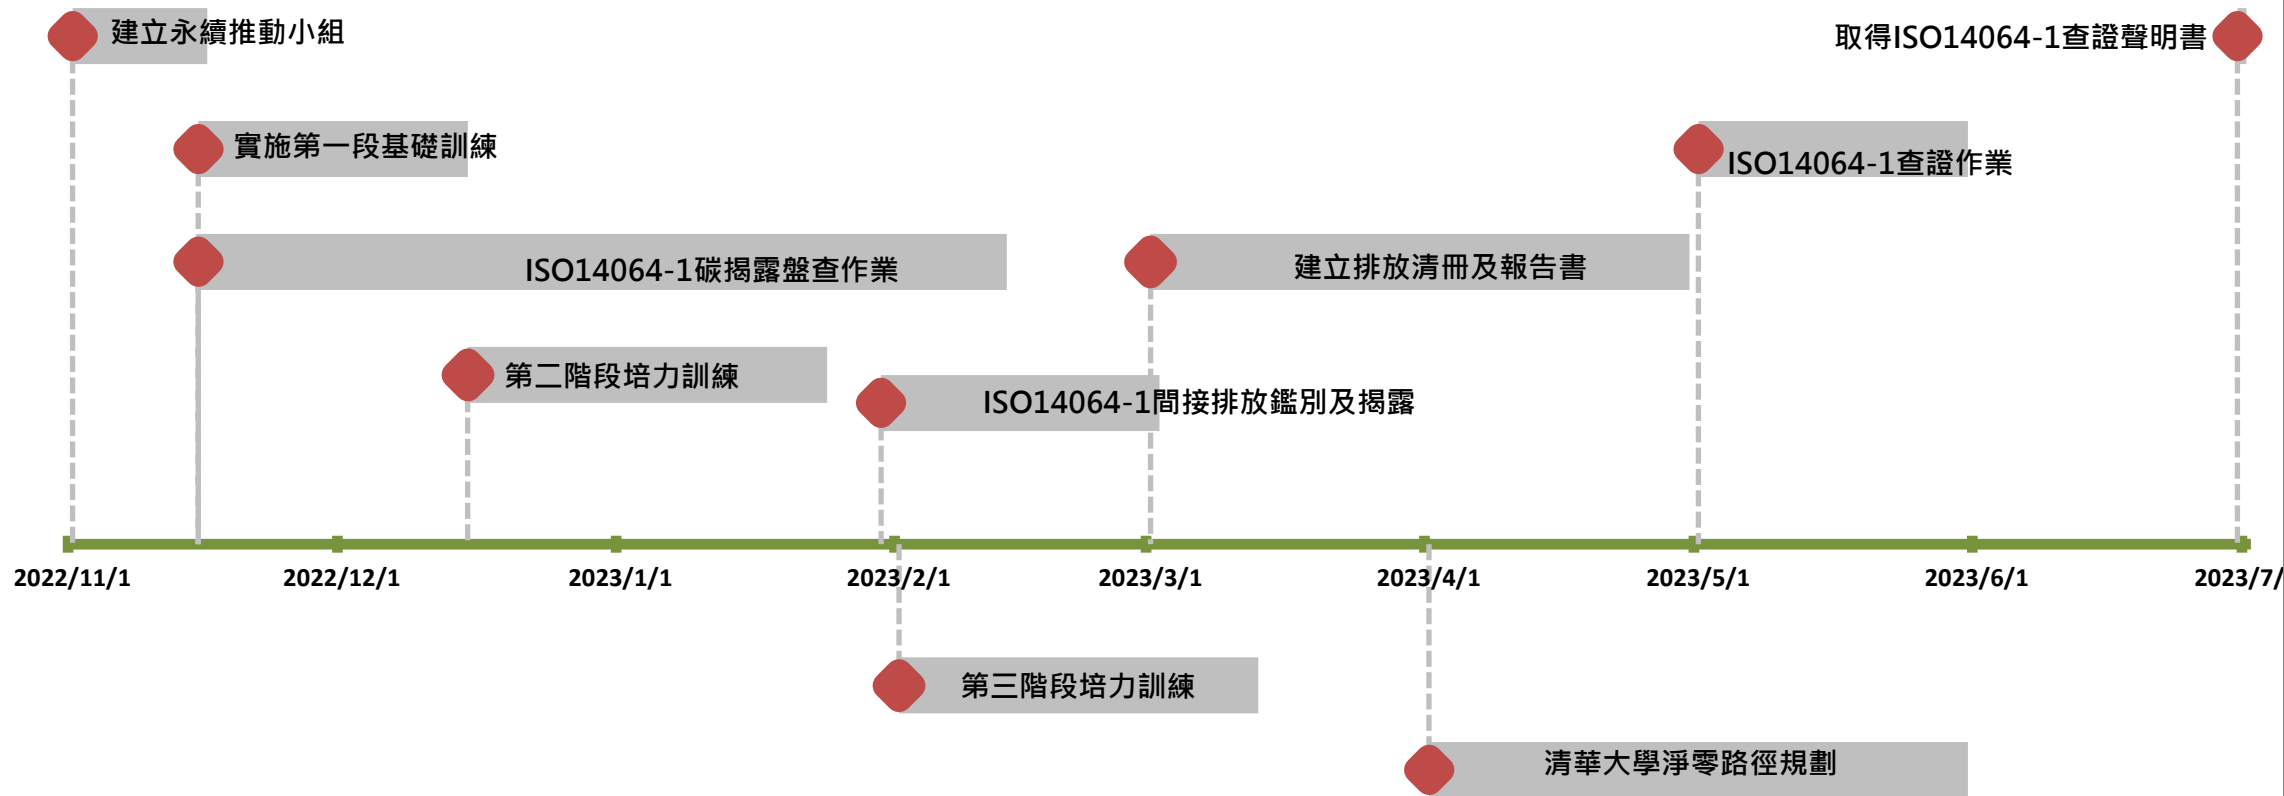 建立永續推動小組
取得ISO14064-1查證聲明書
實施第一段基礎訓練
ISO14064-1查證作業
ISO14064-1碳揭露盤查作業
建立排放清冊及報告書
第二階段培力訓練
ISO14064-1間接排放鑑別及揭露
2022/11/1
2022/12/1
2023/1/1
2023/2/1
2023/3/1
2023/4/1
2023/5/1
2023/6/1
2023/7/
第三階段培力訓練
清華大學淨零路徑規劃